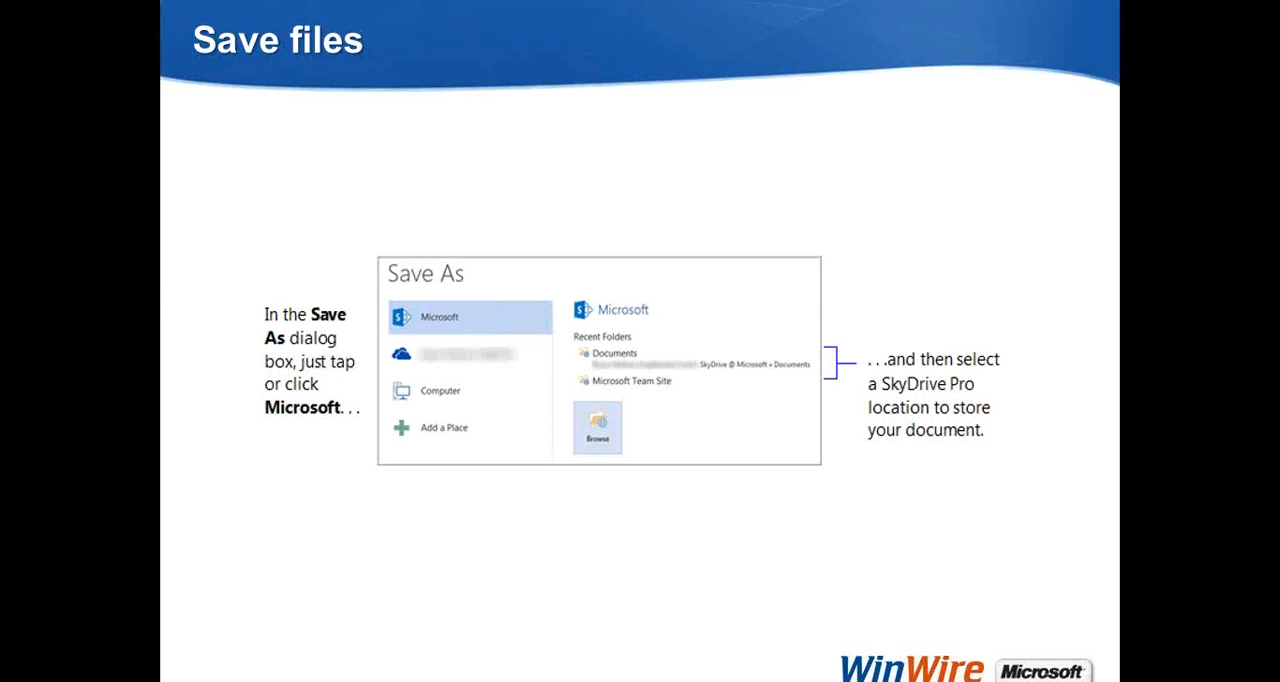 Save files
In the Save
As dialog
box, just tap
or click
Microsoft. . .
Save As
Microsoft
Computer
Add a Place
Microsoft
Recent Folders
Documents
SkyDrive @ Microsoft » Documents
Microsoft Team Site
Browse
. . .and then select
a SkyDrive Pro
location to store
your document.
WinWire Microsoft